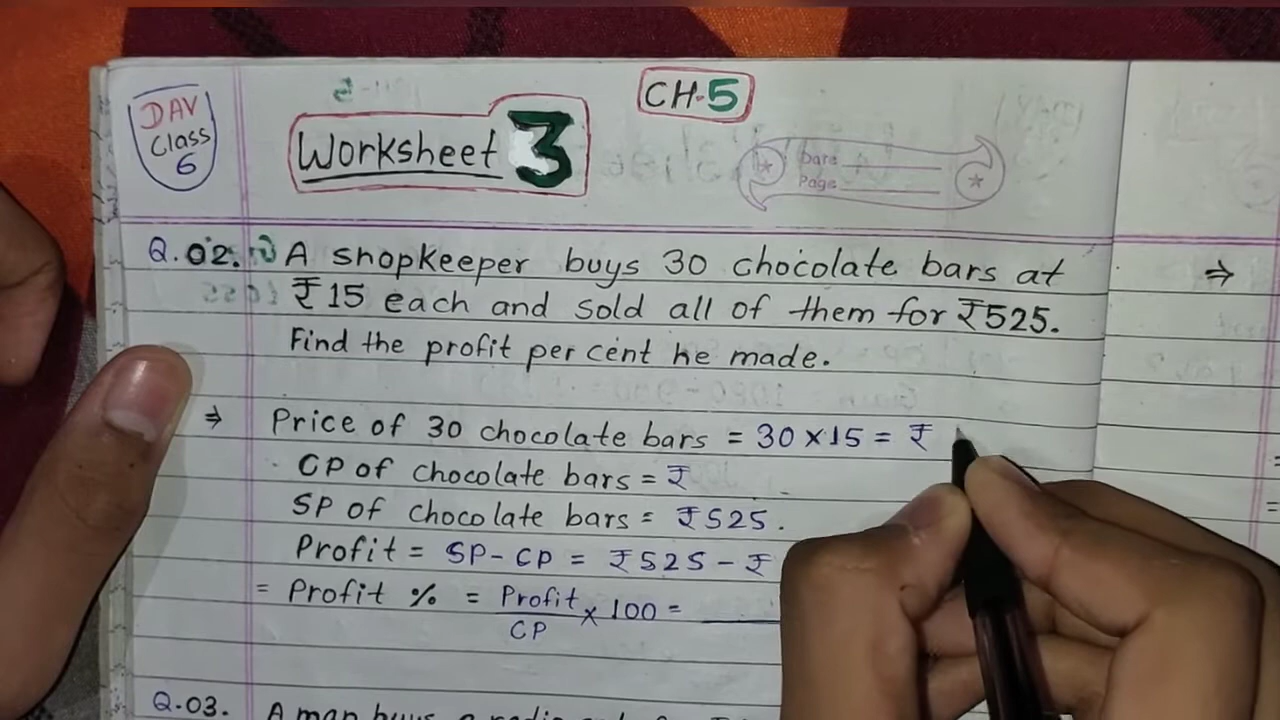 DAV
Class
6
Worksheet 3
CH-5
Date
Page
Q.02. A shopkeeper buys 30 chocolate bars at
₹15 each and sold all of them for ₹525.
Find the profit per cent he made.
⇒
⇒ Price of 30 chocolate bars = 30 × 15 = ₹
CP of chocolate bars = ₹
SP of chocolate bars = ₹525.
Profit = SP - CP = ₹525 - ₹
= Profit % = Profit/CP × 100 =
Q.03. A man buys a radio